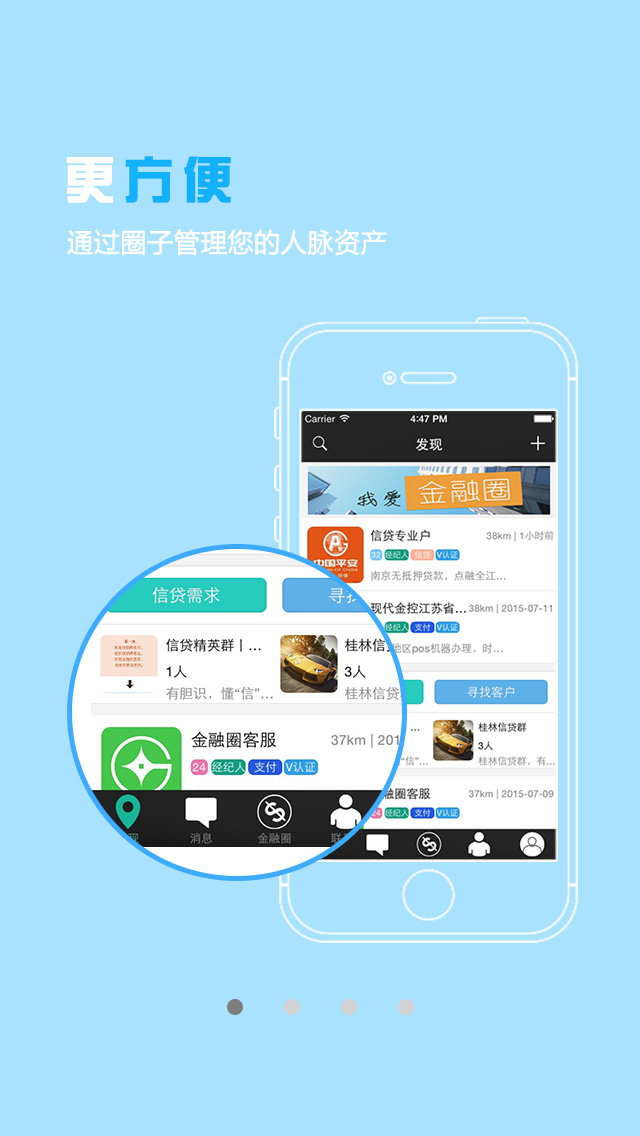 更方便
通过圈子管理您的人脉资产
Carrier 4:47 PM
发现
我爱 金融圈
信贷专业户 38km | 1小时前
32 经纪人 信贷 V认证
南京无抵押贷款，点融全江…
中国平安
现代金控江苏省… 38km | 2015-07-11
经纪人 支付 V认证
地区pos机器办理，时…
寻找客户
桂林信贷群
3人
桂林信贷群，有…
金融圈客服 37km | 2015-07-09
24 经纪人 支付 V认证
信贷需求 寻找
信贷精英群丨…
1人
有胆识，懂“信”…
桂林信
3人
桂林信贷
金融圈客服 37km | 201
24 经纪人 支付 V认证
现 消息 金融圈 联